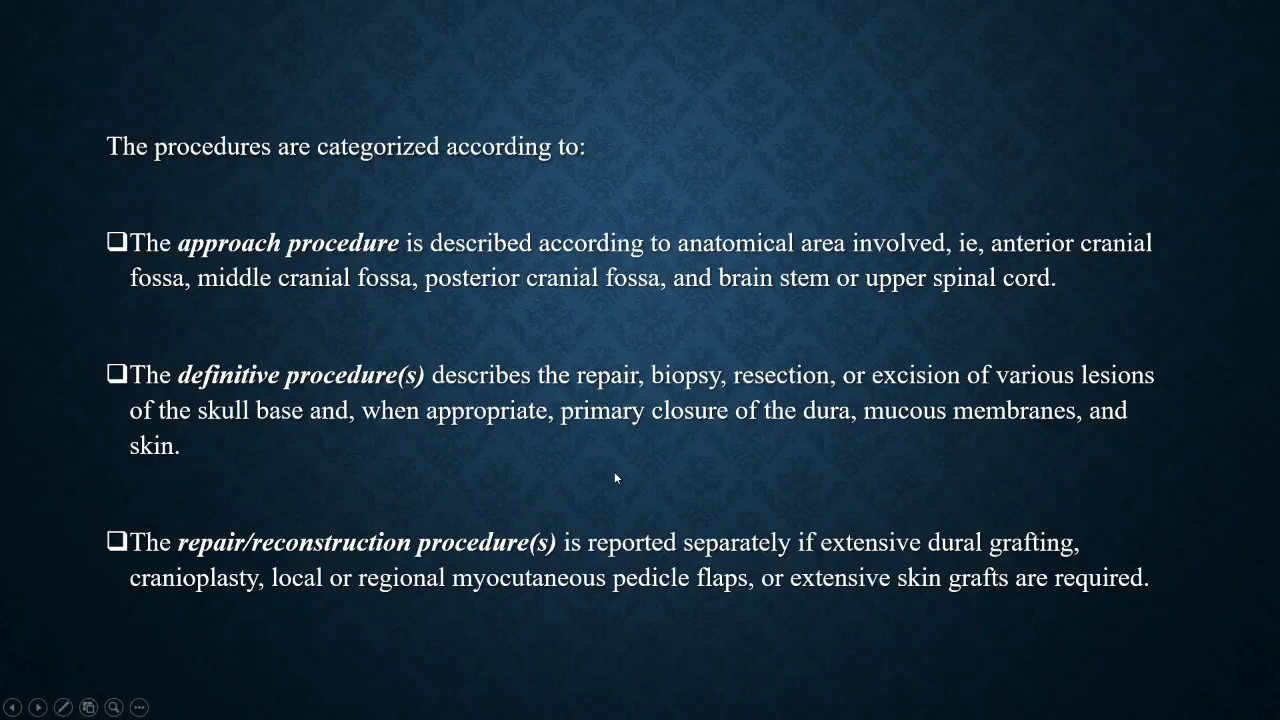 The procedures are categorized according to:
❑The approach procedure is described according to anatomical area involved, ie, anterior cranial
fossa, middle cranial fossa, posterior cranial fossa, and brain stem or upper spinal cord.
❑The definitive procedure(s) describes the repair, biopsy, resection, or excision of various lesions
of the skull base and, when appropriate, primary closure of the dura, mucous membranes, and
skin.
❑The repair/reconstruction procedure(s) is reported separately if extensive dural grafting,
cranioplasty, local or regional myocutaneous pedicle flaps, or extensive skin grafts are required.